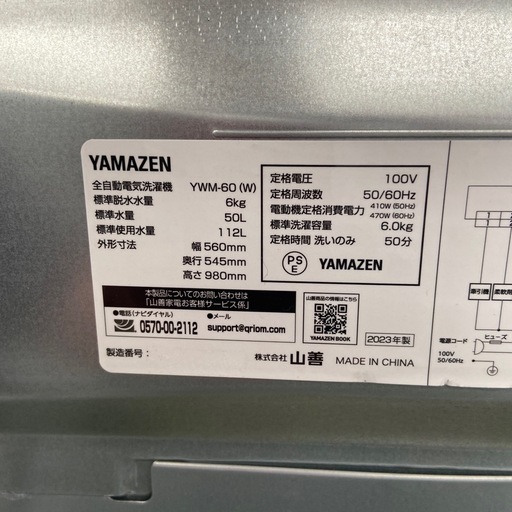 YAMAZEN
全自動電気洗濯機 YWM-60 (W)
標準脱水水量 6kg
標準水量 50L
標準使用水量 112L
外形寸法 幅 560mm
奥行 545mm
高さ 980mm
定格電圧 100V
定格周波数 50/60Hz
電動機定格消費電力 410W (50Hz)
470W (60Hz)
標準洗濯容量 6.0kg
定格時間 洗いのみ 50分
PS
E
YAMAZEN
本製品についてのお問い合わせは
「山善家電お客様サービス係」
●電話(ナビダイヤル)
0570-00-2112
●メール
support@qriom.com
山善商品の情報はこちら
YAMAZEN BOOK
2023年製
製造番号:
株式会社 山善 MADE IN CHINA
牽引機
柔軟剤
電源コード
ヒューズ
100V
50/60Hz